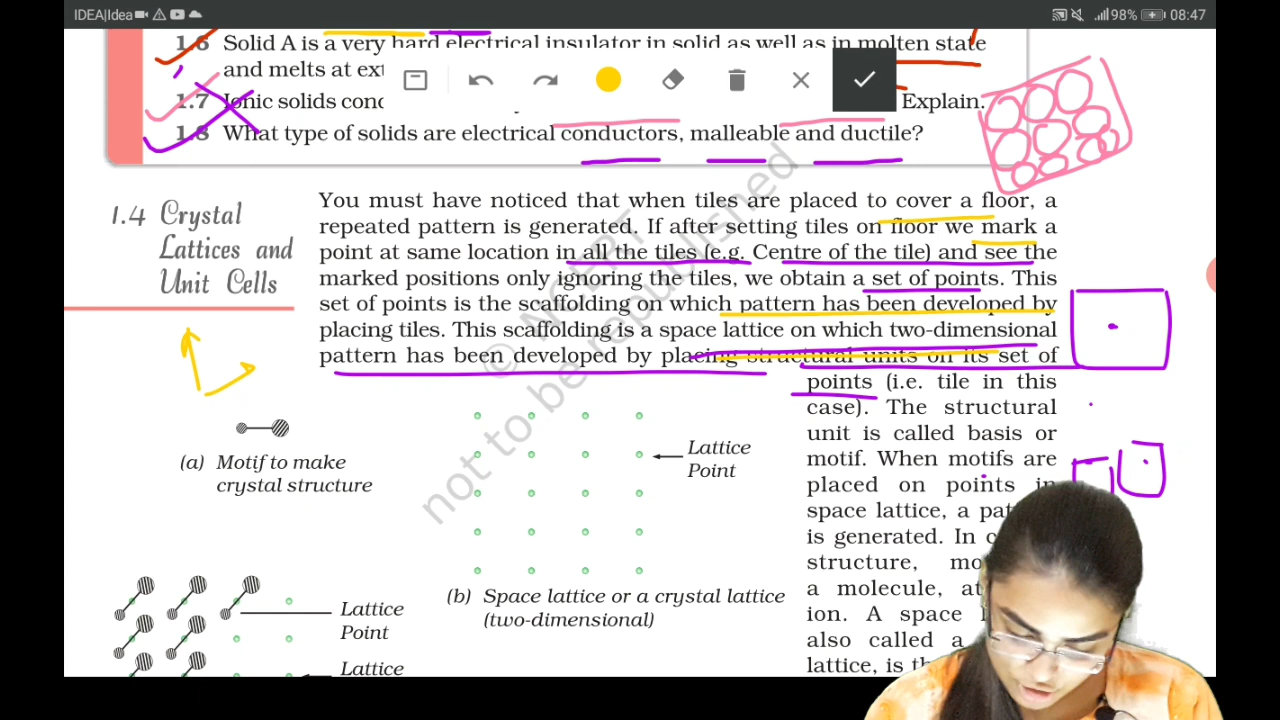 IDEA|Idea 98% 08:47
1.6 Solid A is a very hard electrical insulator in solid as well as in molten state
and melts at ext
1.7 Ionic solids cond Explain.
1.8 What type of solids are electrical conductors, malleable and ductile?
1.4 Crystal
Lattices and
Unit Cells
You must have noticed that when tiles are placed to cover a floor, a
repeated pattern is generated. If after setting tiles on floor we mark a
point at same location in all the tiles (e.g. Centre of the tile) and see the
marked positions only ignoring the tiles, we obtain a set of points. This
set of points is the scaffolding on which pattern has been developed by
placing tiles. This scaffolding is a space lattice on which two-dimensional
pattern has been developed by placing structural units on its set of
points (i.e. tile in this
case). The structural
unit is called basis or
motif. When motifs are
placed on points in
space lattice, a pat
is generated. In c
structure, mo
a molecule, at
ion. A space l
also called a
lattice, is th
(a) Motif to make
crystal structure
Lattice
Point
(b) Space lattice or a crystal lattice
(two-dimensional)
Lattice
Point
Lattice
© NCERT
not to be republished